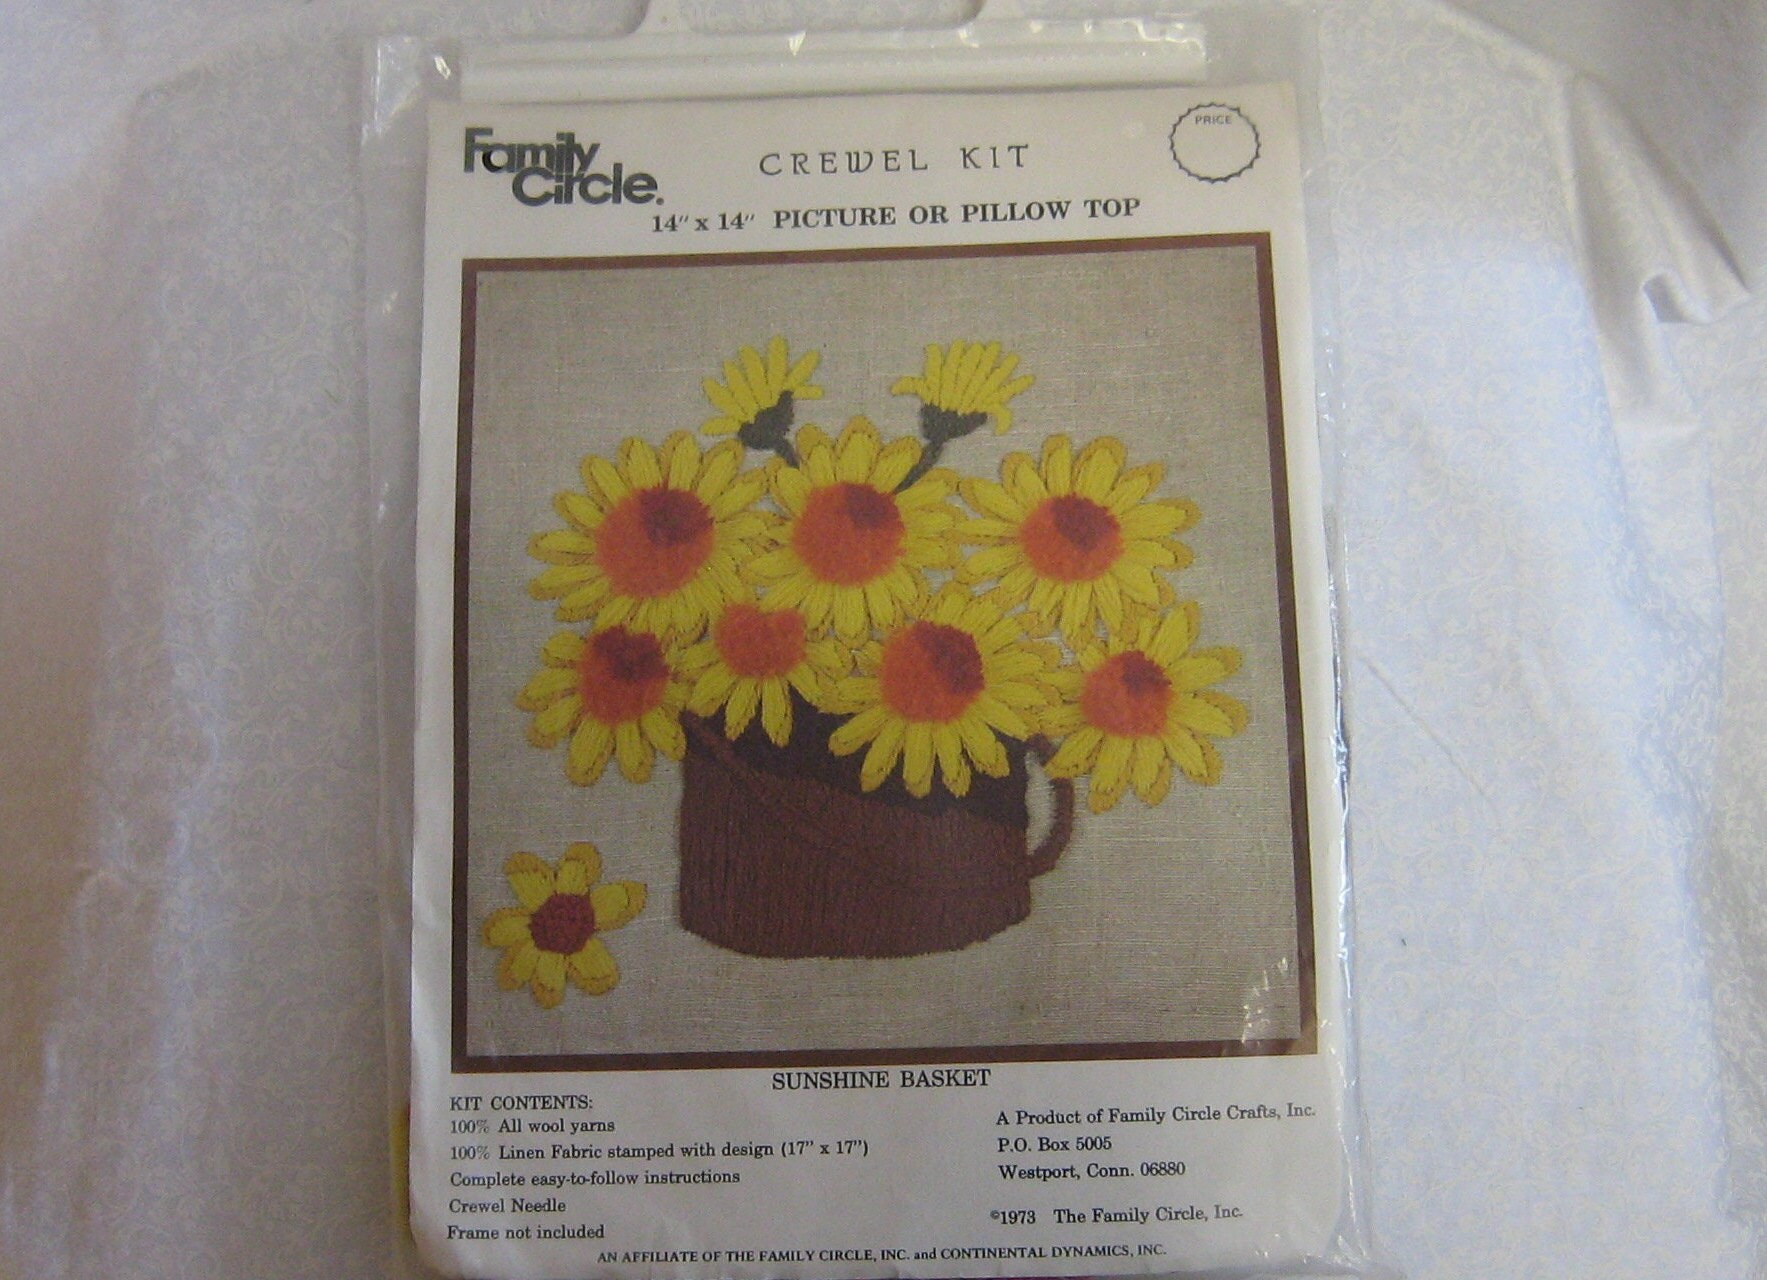 Family
Circle.
CREWEL KIT
PRICE
14" x 14" PICTURE OR PILLOW TOP
SUNSHINE BASKET
KIT CONTENTS:
100% All wool yarns
100% Linen Fabric stamped with design (17" x 17")
Complete easy-to-follow instructions
Crewel Needle
Frame not included
A Product of Family Circle Crafts, Inc.
P.O. Box 5005
Westport, Conn. 06880
©1973 The Family Circle, Inc.
AN AFFILIATE OF THE FAMILY CIRCLE, INC. and CONTINENTAL DYNAMICS, INC.